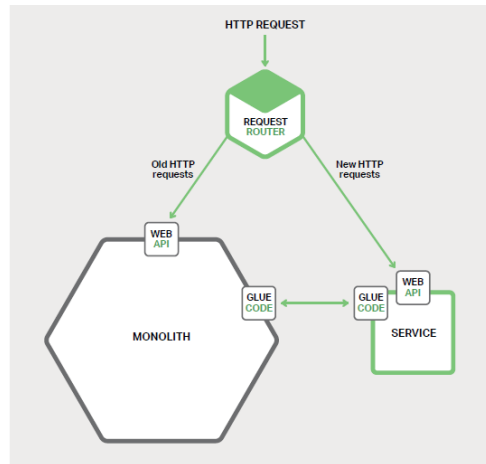 HTTP REQUEST
REQUEST
ROUTER
Old HTTP
requests
New HTTP
requests
WEB
API
WEB
API
GLUE
CODE
GLUE
CODE
MONOLITH
SERVICE